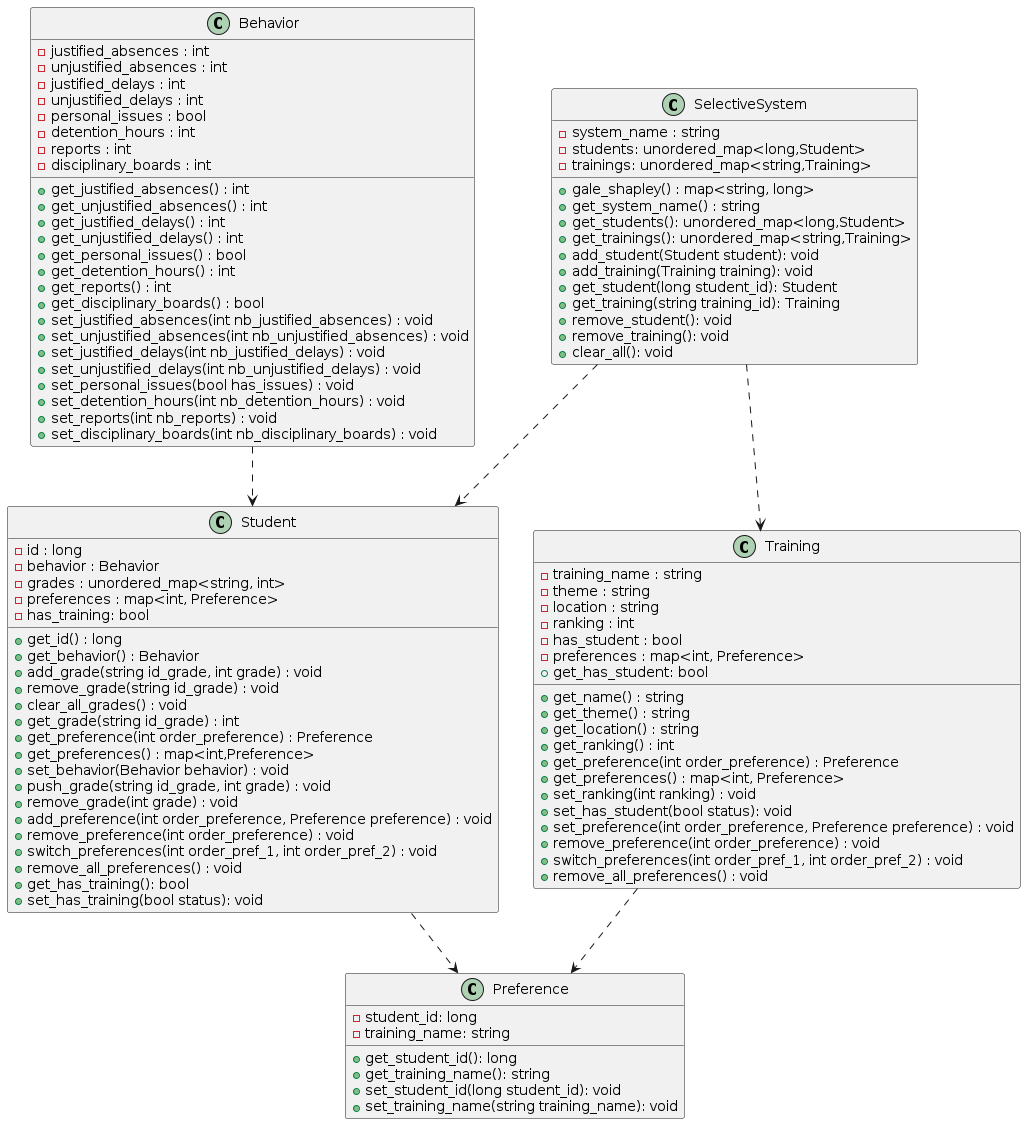 C Behavior
justified_absences : int
unjustified_absences : int
justified_delays : int
unjustified_delays : int
personal_issues : bool
detention_hours : int
reports : int
disciplinary_boards : int
get_justified_absences() : int
get_unjustified_absences() : int
get_justified_delays() : int
get_unjustified_delays() : int
get_personal_issues() : bool
get_detention_hours() : int
get_reports() : int
get_disciplinary_boards() : bool
set_justified_absences(int nb_justified_absences) : void
set_unjustified_absences(int nb_unjustified_absences) : void
set_justified_delays(int nb_justified_delays) : void
set_unjustified_delays(int nb_unjustified_delays) : void
set_personal_issues(bool has_issues) : void
set_detention_hours(int nb_detention_hours) : void
set_reports(int nb_reports) : void
set_disciplinary_boards(int nb_disciplinary_boards) : void
C SelectiveSystem
system_name : string
students: unordered_map<long,Student>
trainings: unordered_map<string,Training>
gale_shapley() : map<string, long>
get_system_name() : string
get_students(): unordered_map<long,Student>
get_trainings(): unordered_map<string,Training>
add_student(Student student): void
add_training(Training training): void
get_student(long student_id): Student
get_training(string training_id): Training
remove_student(): void
remove_training(): void
clear_all(): void
C Student
id : long
behavior : Behavior
grades : unordered_map<string, int>
preferences : map<int, Preference>
has_training: bool
get_id() : long
get_behavior() : Behavior
add_grade(string id_grade, int grade) : void
remove_grade(string id_grade) : void
clear_all_grades() : void
get_grade(string id_grade) : int
get_preference(int order_preference) : Preference
get_preferences() : map<int,Preference>
set_behavior(Behavior behavior) : void
push_grade(string id_grade, int grade) : void
remove_grade(int grade) : void
add_preference(int order_preference, Preference preference) : void
remove_preference(int order_preference) : void
switch_preferences(int order_pref_1, int order_pref_2) : void
remove_all_preferences() : void
get_has_training(): bool
set_has_training(bool status): void
C Training
training_name : string
theme : string
location : string
ranking : int
has_student : bool
preferences : map<int, Preference>
get_has_student: bool
get_name() : string
get_theme() : string
get_location() : string
get_ranking() : int
get_preference(int order_preference) : Preference
get_preferences() : map<int, Preference>
set_ranking(int ranking) : void
set_has_student(bool status): void
set_preference(int order_preference, Preference preference) : void
remove_preference(int order_preference) : void
switch_preferences(int order_pref_1, int order_pref_2) : void
remove_all_preferences() : void
C Preference
student_id: long
training_name: string
get_student_id(): long
get_training_name(): string
set_student_id(long student_id): void
set_training_name(string training_name): void